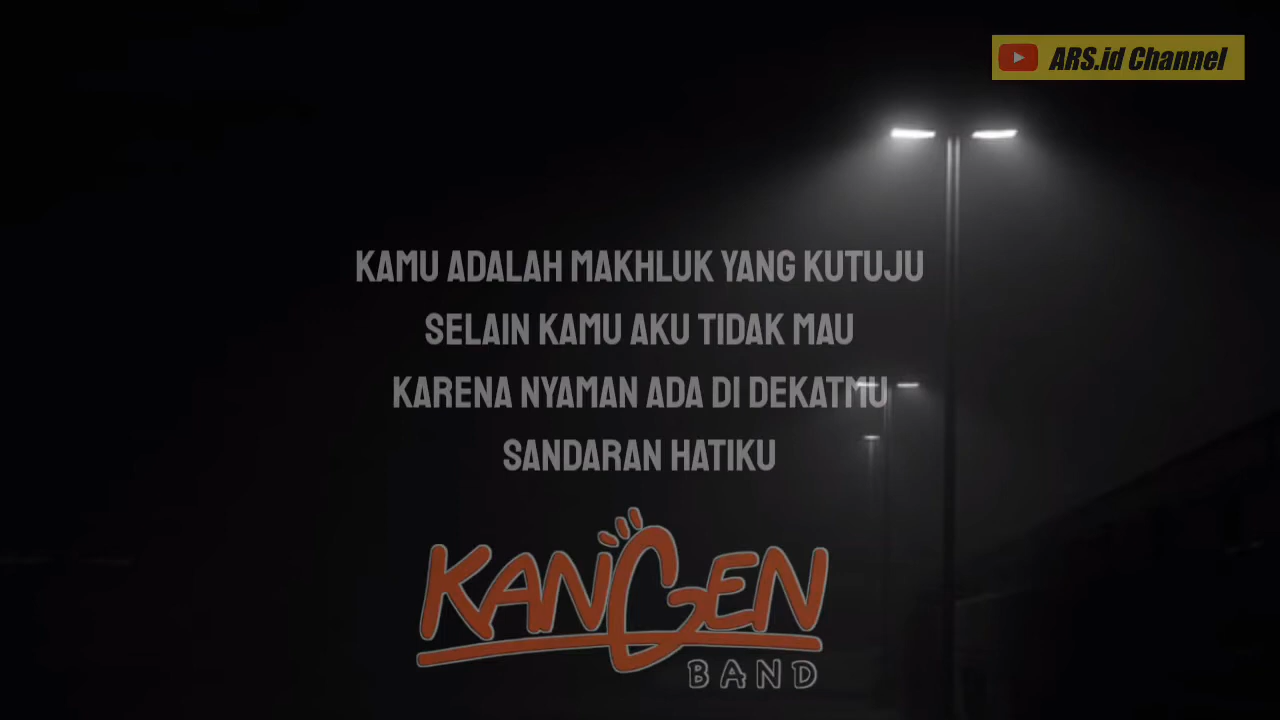 ARS.id Channel
KAMU ADALAH MAKHLUK YANG KUTUJU
SELAIN KAMU AKU TIDAK MAU
KARENA NYAMAN ADA DI DEKATMU
SANDARAN HATIKU
KANGEN
BAND